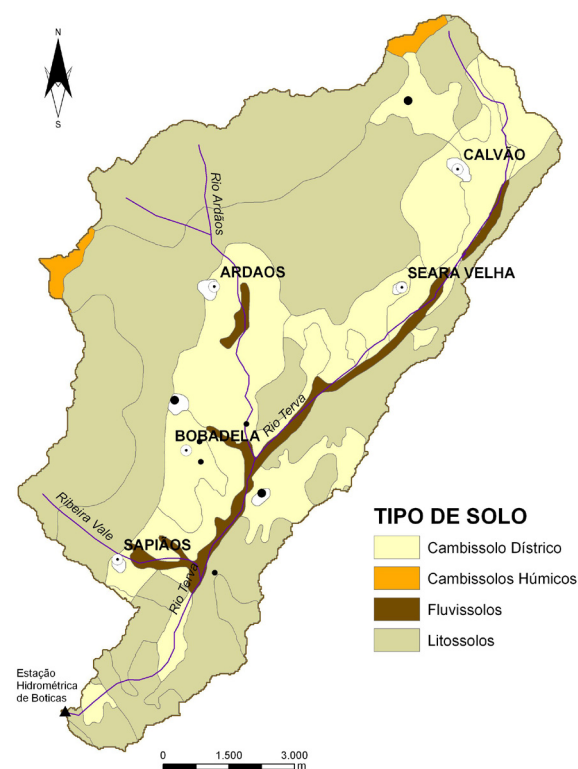 N
S
CALVÃO
Rio Ardãos
ARDAOS
SEARA VELHA
Rio Terva
BOBADELA
Ribeira Vale
SAPIAOS
Rio Terva
Estação
Hidrométrica
de Boticas
TIPO DE SOLO
Cambissolo Dístrico
Cambissolos Húmicos
Fluvissolos
Litossolos
0 1.500 3.000
m